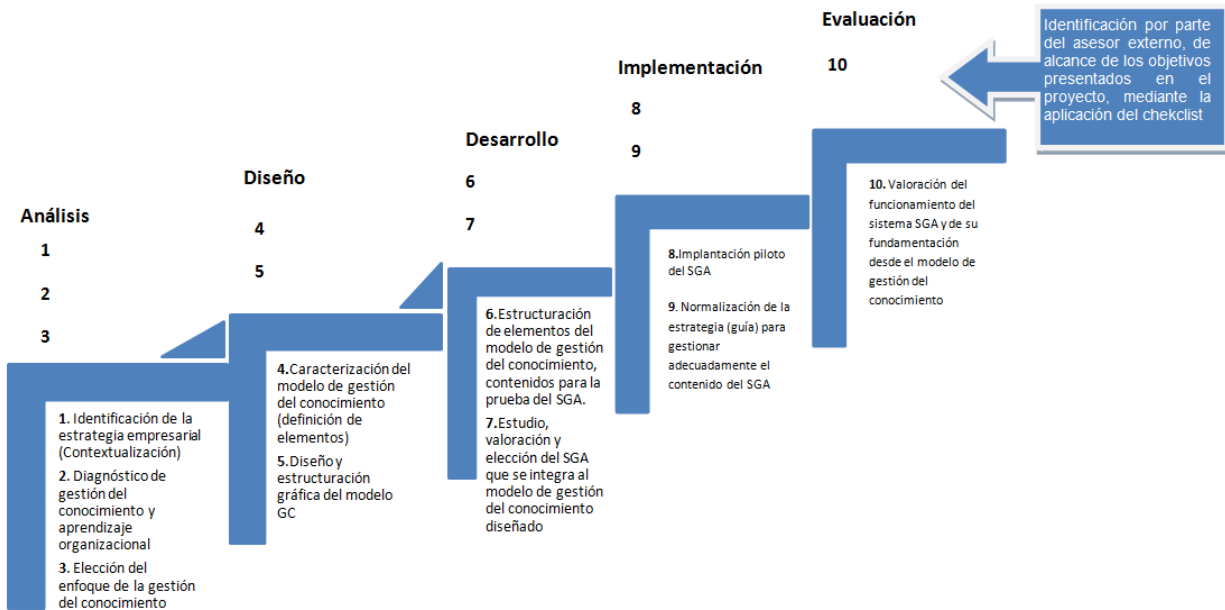 Análisis
1
2
3
1. Identificación de la
estrategia empresarial
(Contextualización)
2. Diagnóstico de
gestión del
conocimiento y
aprendizaje
organizacional
3. Elección del
enfoque de la gestión
del conocimiento
Diseño
4
5
4.Caracterización del
modelo de gestión
del conocimiento
(definición de
elementos)
5.Diseño y
estructuración
gráfica del modelo
GC
Desarrollo
6
7
6.Estructuración
de elementos del
modelo de gestión
del conocimiento,
contenidos para la
prueba del SGA.
7.Estudio,
valoración y
elección del SGA
que se integra al
modelo de gestión
del conocimiento
diseñado
Implementación
8
9
8.Implantación piloto
del SGA
9. Normalización de la
estrategia (guía) para
gestionar
adecuadamente el
contenido del SGA
Evaluación
10
10. Valoración del
funcionamiento del
sistema SGA y de su
fundamentación
desde el modelo de
gestión del
conocimiento
Identificación por parte
del asesor externo, de
alcance de los objetivos
presentados en el
proyecto, mediante la
aplicación del chekclist